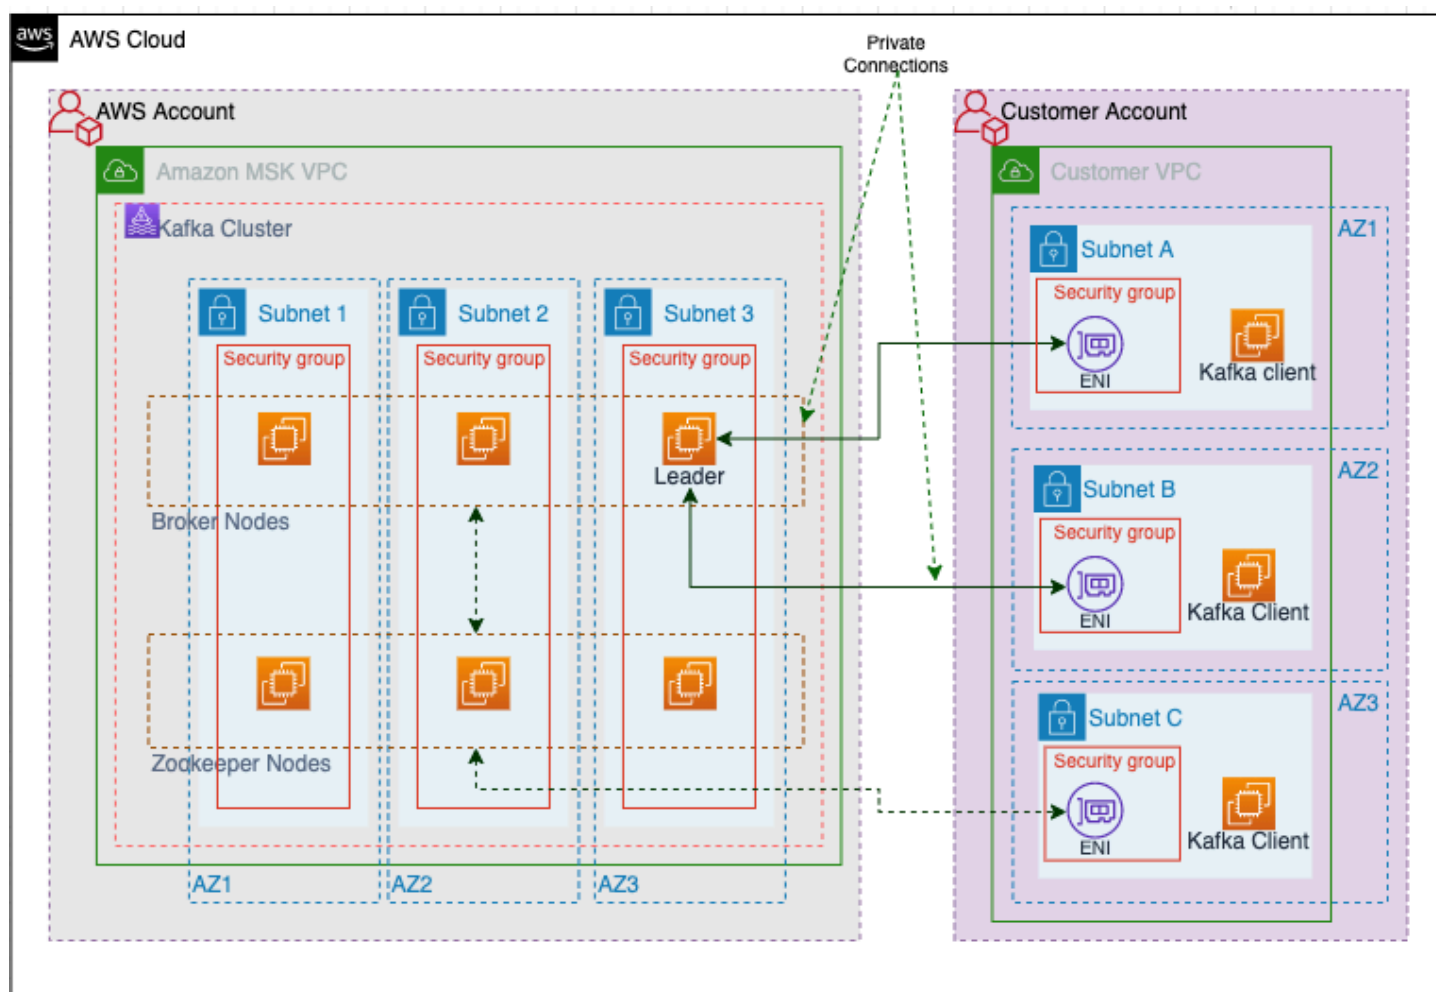 aws
AWS Cloud
Private
Connections
AWS Account
Customer Account
Amazon MSK VPC
Customer VPC
Kafka Cluster
AZ1
Subnet A
Security group
ENI
Kafka client
Subnet 1
Subnet 2
Subnet 3
Security group
Security group
Security group
Leader
Broker Nodes
AZ2
Subnet B
Security group
ENI
Kafka Client
Zookeeper Nodes
AZ3
Subnet C
Security group
ENI
Kafka Client
AZ1
AZ2
AZ3